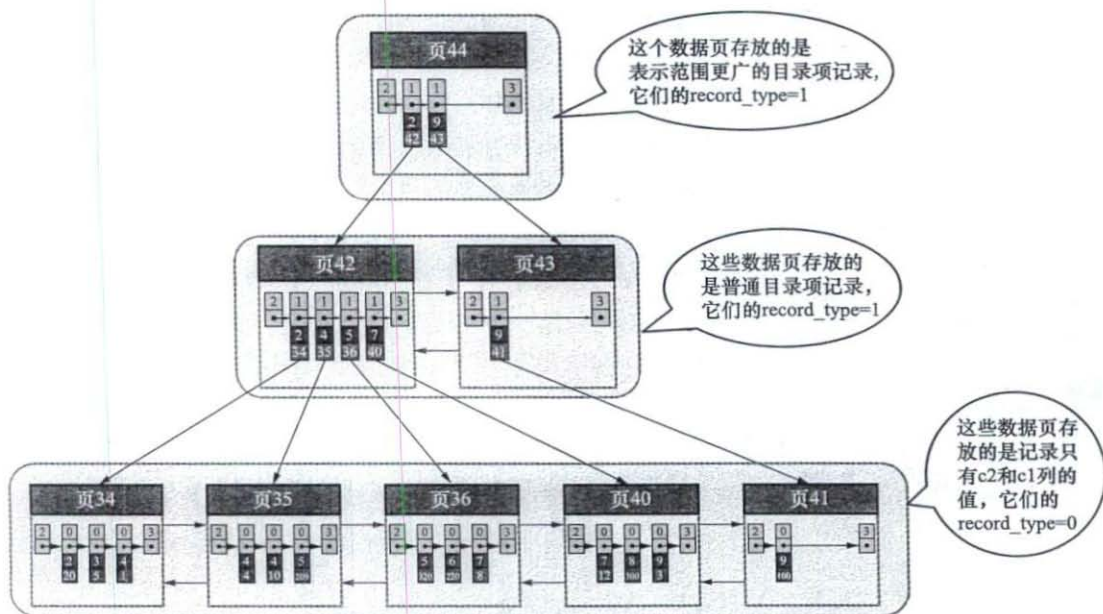 页44
2 1 1 3
2 9
42 43
这个数据页存放的是
表示范围更广的目录项记录,
它们的record_type=1
页42
2 1 1 1 1 3
2 4 5 7
34 35 36 40
页43
2 1 3
9
41
这些数据页存放的
是普通目录项记录,
它们的record_type=1
页34
2 0 0 0 3
2 3 4
20 5 1
页35
2 0 0 0 3
4 4 5
4 10
页36
2 0 0 0 3
5 6 7
320 220 8
页40
2 0 0 0 3
7 8 9
12 3
页41
2 0 3
9
这些数据页存
放的是记录只
有c2和c1列的
值，它们的
record_type=0